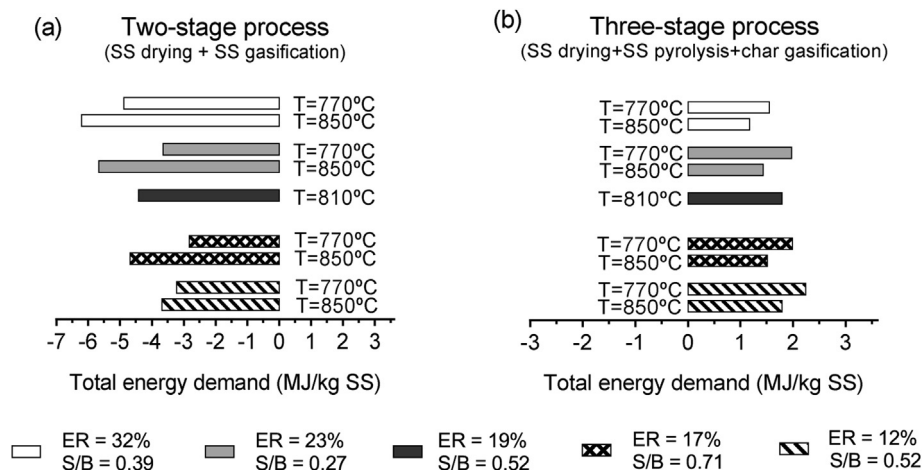 (a)
Two-stage process
(SS drying + SS gasification)
T=770ºC
T=850ºC
T=770ºC
T=850ºC
T=810ºC
T=770ºC
T=850ºC
T=770ºC
T=850ºC
-7 -6 -5 -4 -3 -2 -1 0 1 2 3
Total energy demand (MJ/kg SS)
(b)
Three-stage process
(SS drying+SS pyrolysis+char gasification)
T=770ºC
T=850ºC
T=770ºC
T=850ºC
T=810ºC
T=770ºC
T=850ºC
T=770ºC
T=850ºC
-3 -2 -1 0 1 2 3
Total energy demand (MJ/kg SS)
ER = 32%
S/B = 0.39
ER = 23%
S/B = 0.27
ER = 19%
S/B = 0.52
ER = 17%
S/B = 0.71
ER = 12%
S/B = 0.52